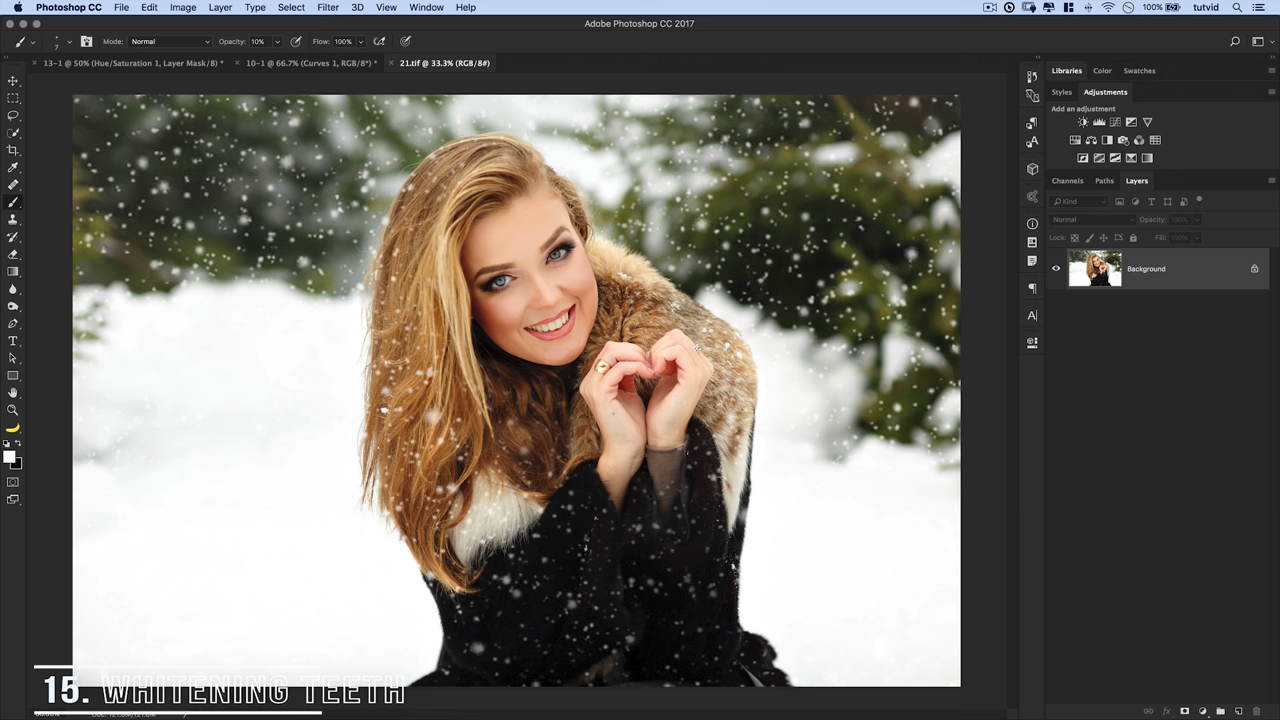 Photoshop CC File Edit Image Layer Type Select Filter 3D View Window Help 100% tutvid
Adobe Photoshop CC 2017
7 Mode: Normal Opacity: 10% Flow: 100%
13-1 @ 50% (Hue/Saturation 1, Layer Mask/8) * 10-1 @ 66.7% (Curves 1, RGB/8*) * 21.tif @ 33.3% (RGB/8#)
Libraries Color Swatches
Styles Adjustments
Add an adjustment
Channels Paths Layers
Kind
Normal Opacity: 100%
Lock: Fill: 100%
Background
15. WHITENING TEETH